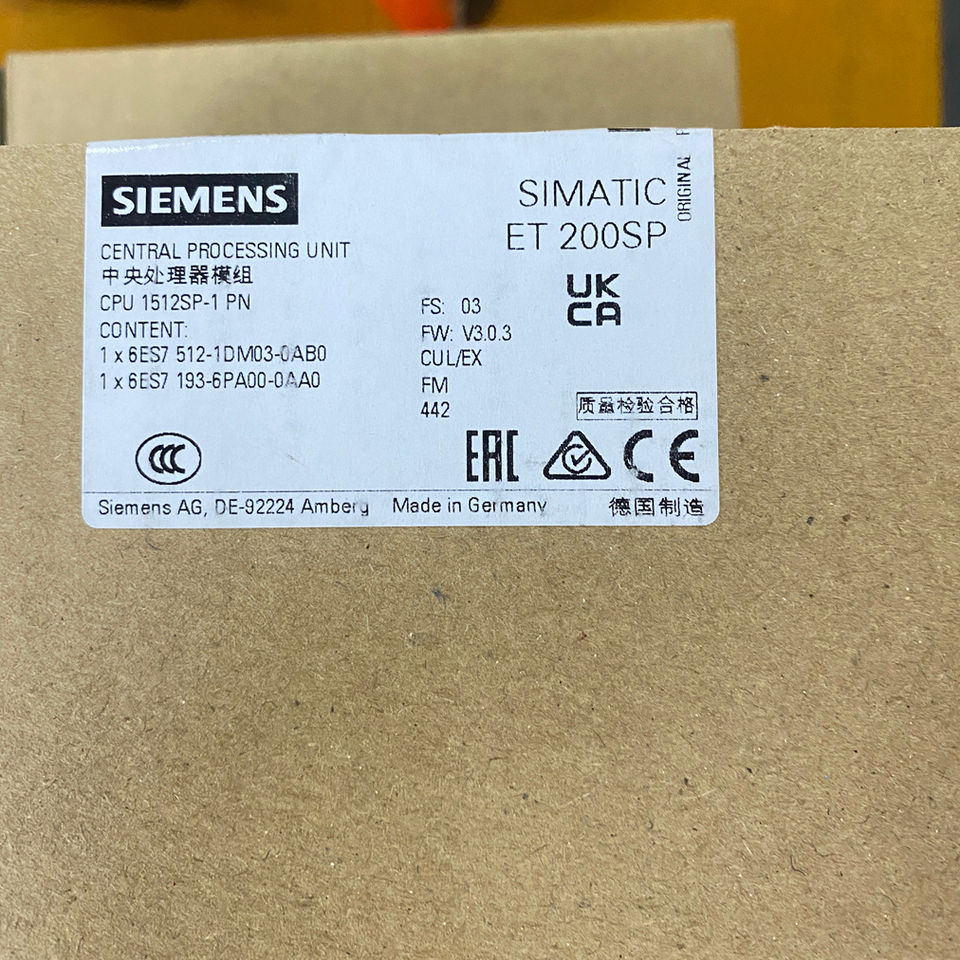 SIEMENS
SIMATIC
ET 200SP
ORIGINAL
CENTRAL PROCESSING UNIT
中央处理器模组
CPU 1512SP-1 PN
CONTENT:
1 x 6ES7 512-1DM03-0AB0
1 x 6ES7 193-6PA00-0AA0
FS: 03
FW: V3.0.3
CUL/EX
FM
442
UK
CA
质量检验合格
CCC
EAC
CE
Siemens AG, DE-92224 Amberg Made in Germany 德国制造